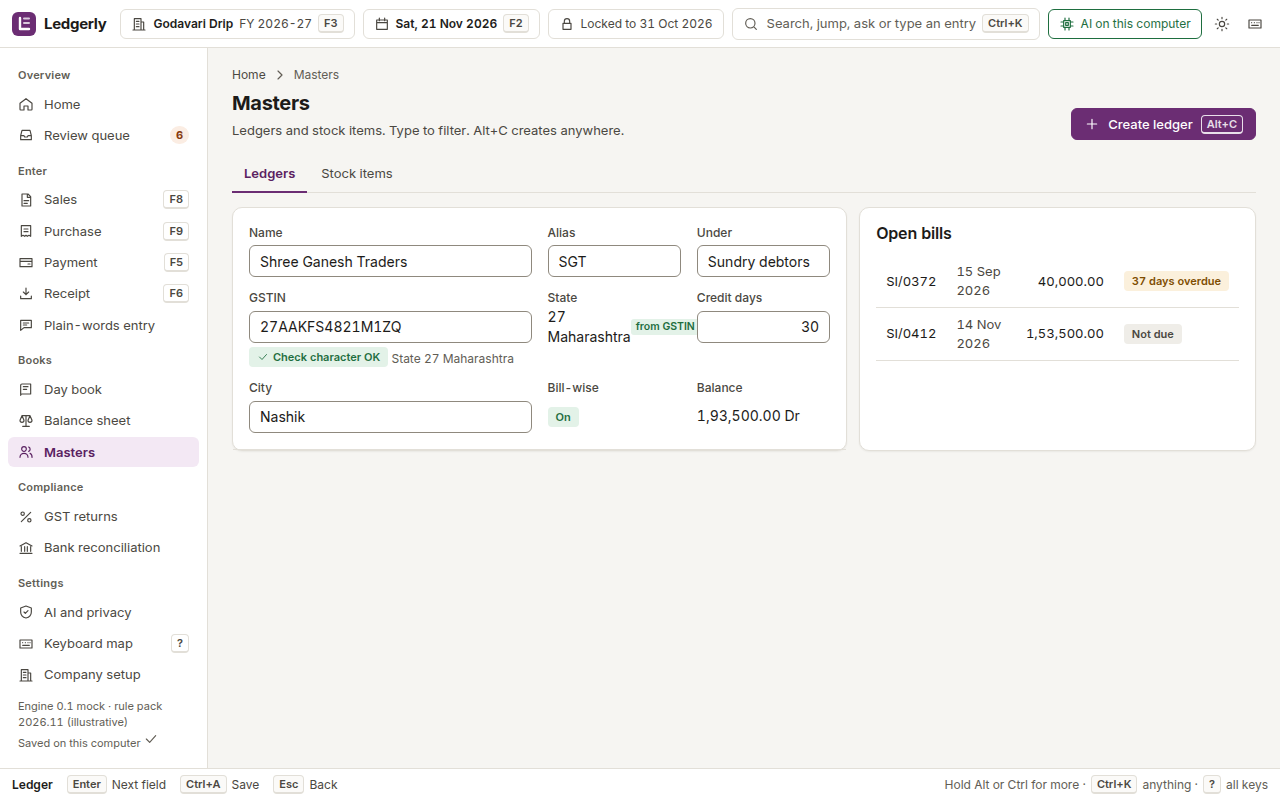 Ledgerly
Godavari Drip FY 2026-27 F3
Sat, 21 Nov 2026 F2
Locked to 31 Oct 2026
Search, jump, ask or type an entry Ctrl+K
AI on this computer
Overview
Home
Review queue 6
Enter
Sales F8
Purchase F9
Payment F5
Receipt F6
Plain-words entry
Books
Day book
Balance sheet
Masters
Compliance
GST returns
Bank reconciliation
Settings
AI and privacy
Keyboard map ?
Company setup
Engine 0.1 mock · rule pack
2026.11 (illustrative)
Saved on this computer
Home Masters
Masters
Ledgers and stock items. Type to filter. Alt+C creates anywhere.
Create ledger Alt+C
Ledgers Stock items
Name Alias Under
Shree Ganesh Traders SGT Sundry debtors
GSTIN State Credit days
27AAKFS4821M1ZQ 27 Maharashtra from GSTIN 30
Check character OK State 27 Maharashtra
City Bill-wise Balance
Nashik On 1,93,500.00 Dr
Open bills
SI/0372 15 Sep 2026 40,000.00 37 days overdue
SI/0412 14 Nov 2026 1,53,500.00 Not due
Ledger Enter Next field Ctrl+A Save Esc Back
Hold Alt or Ctrl for more · Ctrl+K anything · ? all keys